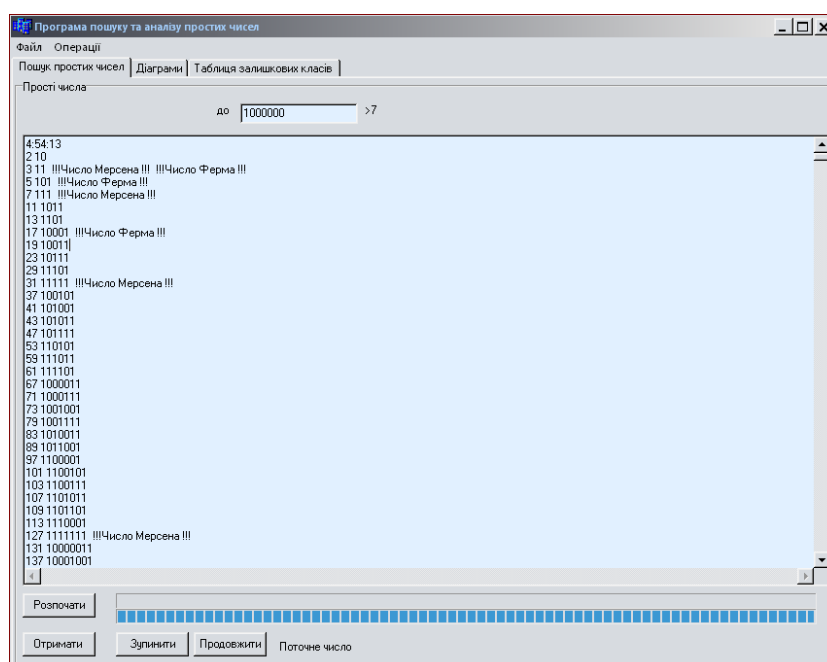 Програма пошуку та аналізу простих чисел
Файл Операції
Пошук простих чисел Діаграми Таблиця залишкових класів
Прості числа
до 1000000 >7
4:54:13
2 10
3 11 !!!Число Мерсена !!! !!!Число Ферма !!!
5 101 !!!Число Ферма !!!
7 111 !!!Число Мерсена !!!
11 1011
13 1101
17 10001 !!!Число Ферма !!!
19 10011
23 10111
29 11101
31 11111 !!!Число Мерсена !!!
37 100101
41 101001
43 101011
47 101111
53 110101
59 111011
61 111101
67 1000011
71 1000111
73 1001001
79 1001111
83 1010011
89 1011001
97 1100001
101 1100101
103 1100111
107 1101011
109 1101101
113 1110001
127 1111111 !!!Число Мерсена !!!
131 10000011
137 10001001
Розпочати
Отримати Зупинити Продовжити Поточне число